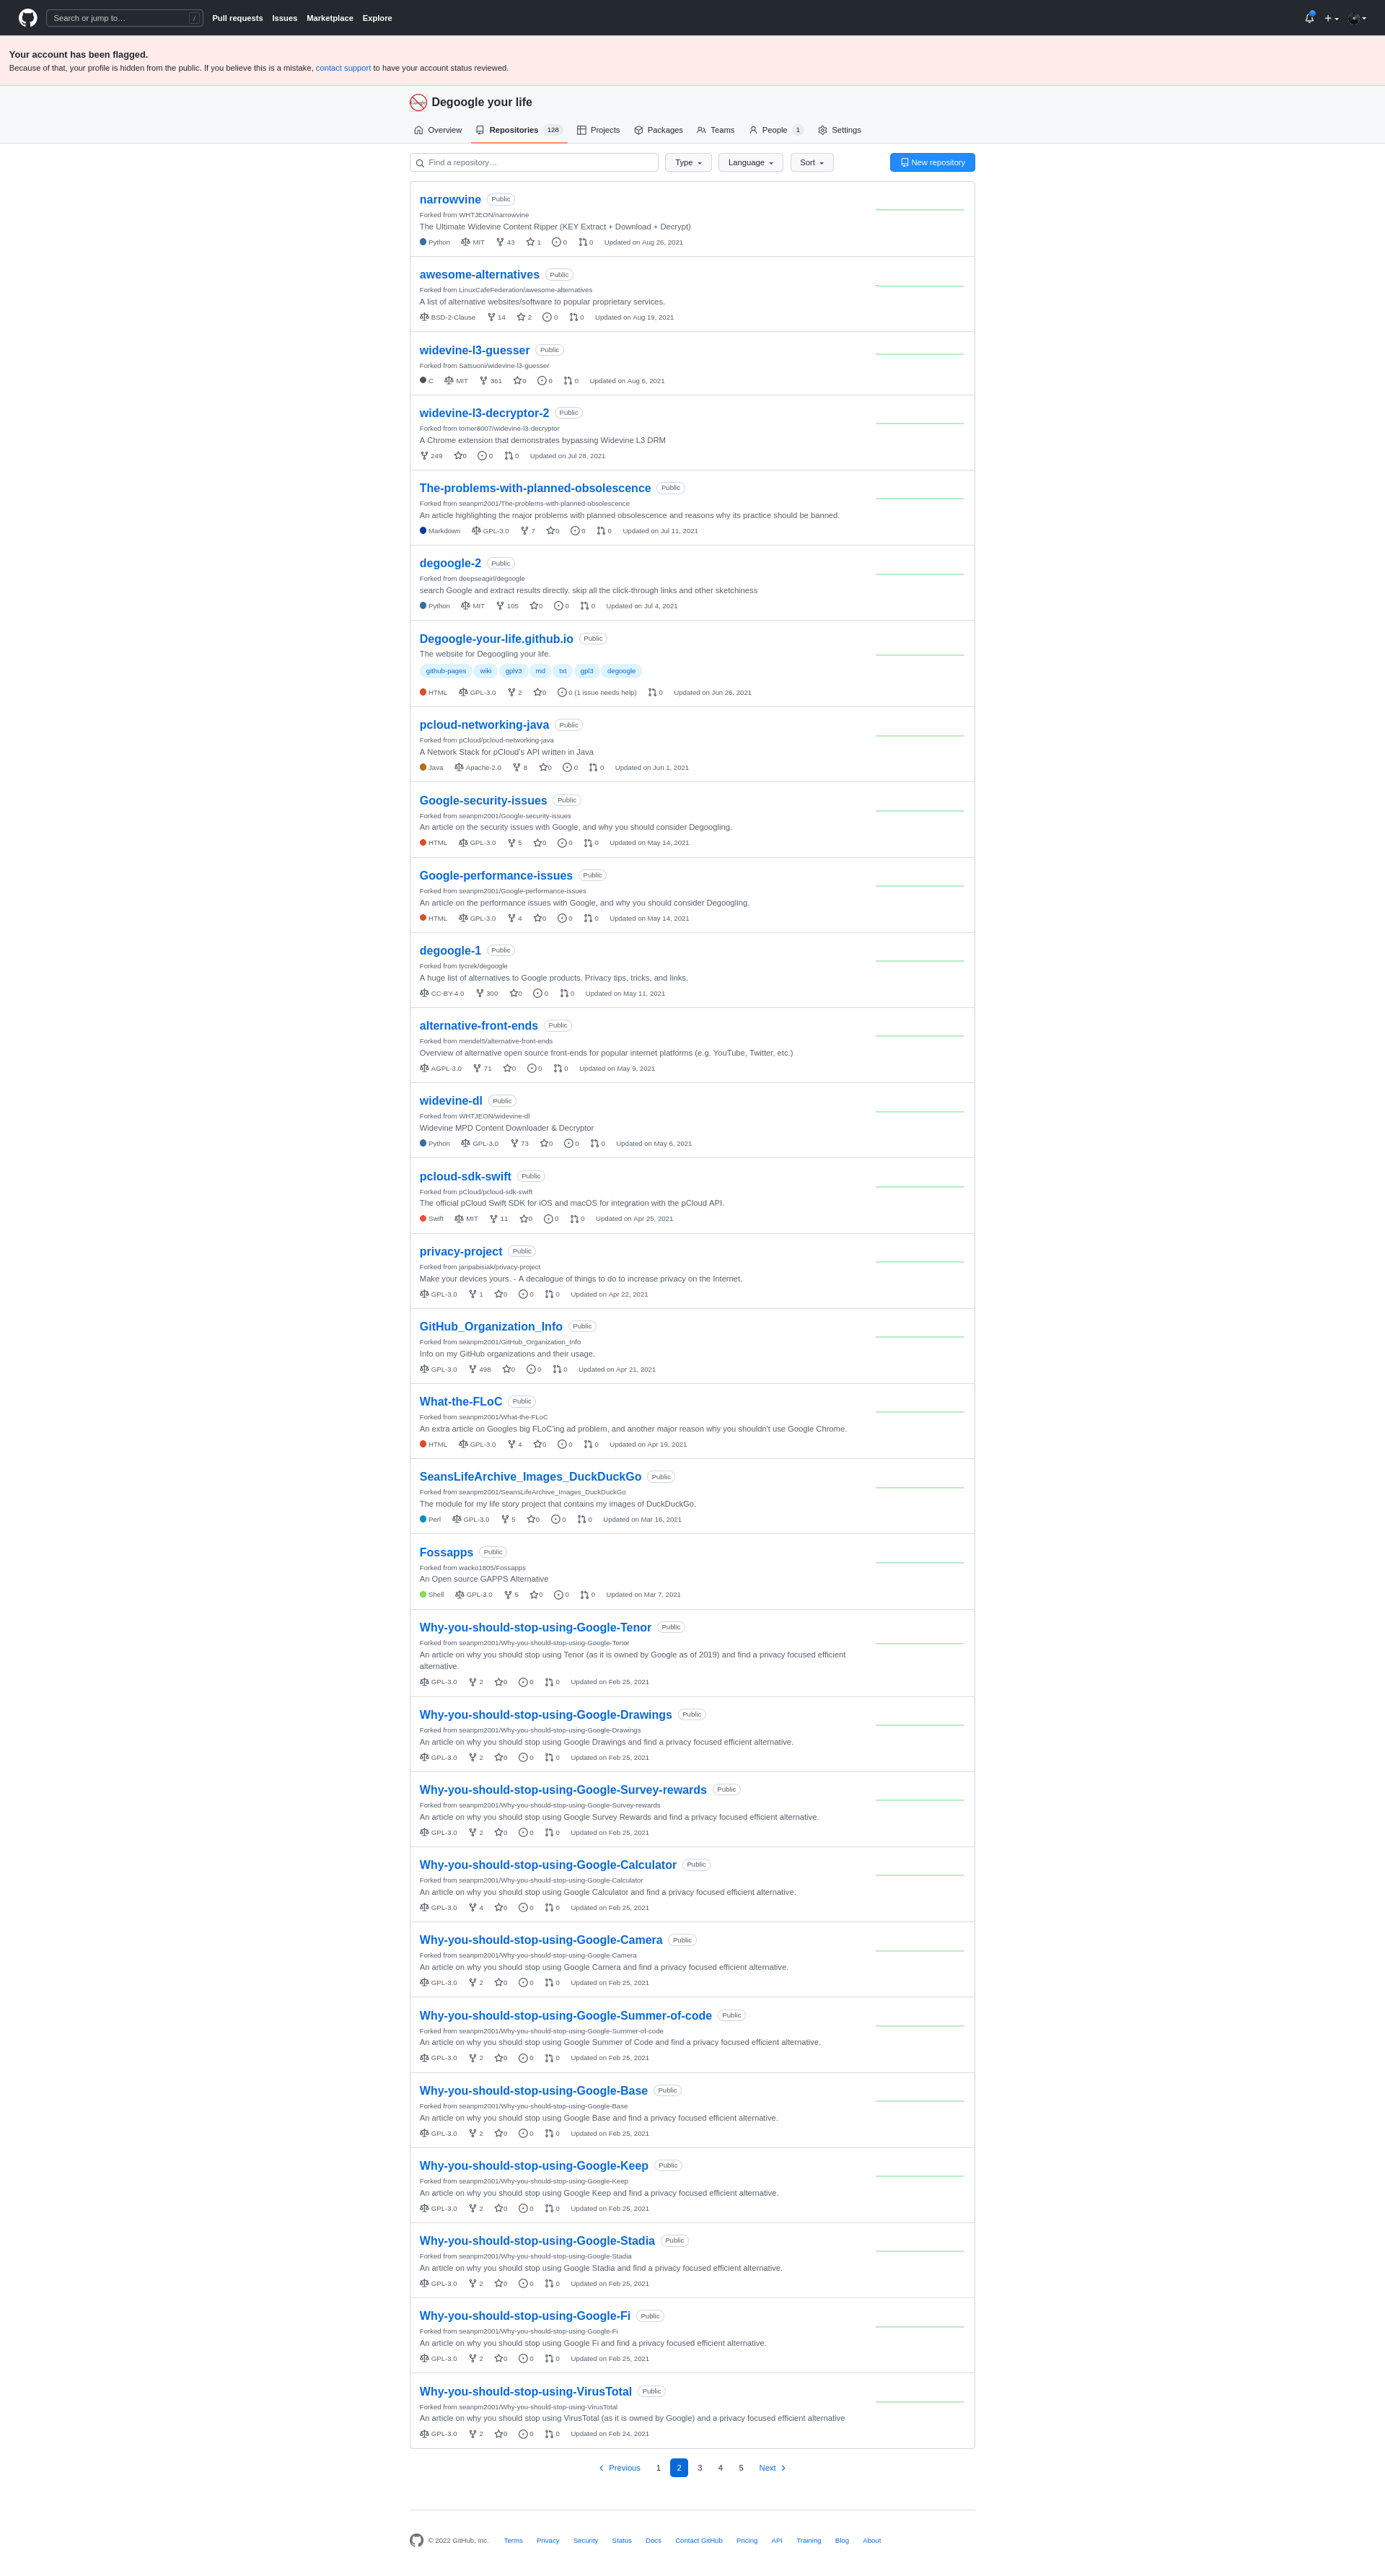 Search or jump to… /
Pull requests Issues Marketplace Explore
Your account has been flagged.
Because of that, your profile is hidden from the public. If you believe this is a mistake, contact support to have your account status reviewed.
Degoogle your life
Overview Repositories 128 Projects Packages Teams People 1 Settings
Find a repository… Type Language Sort New repository
narrowvine Public
Forked from WHTJEON/narrowvine
The Ultimate Widevine Content Ripper (KEY Extract + Download + Decrypt)
Python MIT 43 1 0 0 Updated on Aug 26, 2021
awesome-alternatives Public
Forked from LinuxCafeFederation/awesome-alternatives
A list of alternative websites/software to popular proprietary services.
BSD-2-Clause 14 2 0 0 Updated on Aug 19, 2021
widevine-l3-guesser Public
Forked from Satsuoni/widevine-l3-guesser
C MIT 361 0 0 0 Updated on Aug 6, 2021
widevine-l3-decryptor-2 Public
Forked from tomer8007/widevine-l3-decryptor
A Chrome extension that demonstrates bypassing Widevine L3 DRM
249 0 0 0 Updated on Jul 28, 2021
The-problems-with-planned-obsolescence Public
Forked from seanpm2001/The-problems-with-planned-obsolescence
An article highlighting the major problems with planned obsolescence and reasons why its practice should be banned.
Markdown GPL-3.0 7 0 0 0 Updated on Jul 11, 2021
degoogle-2 Public
Forked from deepseagirl/degoogle
search Google and extract results directly. skip all the click-through links and other sketchiness
Python MIT 105 0 0 0 Updated on Jul 4, 2021
Degoogle-your-life.github.io Public
The website for Degoogling your life.
github-pages wiki gplv3 md txt gpl3 degoogle
HTML GPL-3.0 2 0 0 (1 issue needs help) 0 Updated on Jun 26, 2021
pcloud-networking-java Public
Forked from pCloud/pcloud-networking-java
A Network Stack for pCloud's API written in Java
Java Apache-2.0 8 0 0 0 Updated on Jun 1, 2021
Google-security-issues Public
Forked from seanpm2001/Google-security-issues
An article on the security issues with Google, and why you should consider Degoogling.
HTML GPL-3.0 5 0 0 0 Updated on May 14, 2021
Google-performance-issues Public
Forked from seanpm2001/Google-performance-issues
An article on the performance issues with Google, and why you should consider Degoogling.
HTML GPL-3.0 4 0 0 0 Updated on May 14, 2021
degoogle-1 Public
Forked from tycrek/degoogle
A huge list of alternatives to Google products. Privacy tips, tricks, and links.
CC-BY-4.0 300 0 0 0 Updated on May 11, 2021
alternative-front-ends Public
Forked from mendel5/alternative-front-ends
Overview of alternative open source front-ends for popular internet platforms (e.g. YouTube, Twitter, etc.)
AGPL-3.0 71 0 0 0 Updated on May 9, 2021
widevine-dl Public
Forked from WHTJEON/widevine-dl
Widevine MPD Content Downloader & Decryptor
Python GPL-3.0 73 0 0 0 Updated on May 6, 2021
pcloud-sdk-swift Public
Forked from pCloud/pcloud-sdk-swift
The official pCloud Swift SDK for iOS and macOS for integration with the pCloud API.
Swift MIT 11 0 0 0 Updated on Apr 25, 2021
privacy-project Public
Forked from janpabisiak/privacy-project
Make your devices yours. - A decalogue of things to do to increase privacy on the Internet.
GPL-3.0 1 0 0 0 Updated on Apr 22, 2021
GitHub_Organization_Info Public
Forked from seanpm2001/GitHub_Organization_Info
Info on my GitHub organizations and their usage.
GPL-3.0 498 0 0 0 Updated on Apr 21, 2021
What-the-FLoC Public
Forked from seanpm2001/What-the-FLoC
An extra article on Googles big FLoC'ing ad problem, and another major reason why you shouldn't use Google Chrome.
HTML GPL-3.0 4 0 0 0 Updated on Apr 19, 2021
SeansLifeArchive_Images_DuckDuckGo Public
Forked from seanpm2001/SeansLifeArchive_Images_DuckDuckGo
The module for my life story project that contains my images of DuckDuckGo.
Perl GPL-3.0 5 0 0 0 Updated on Mar 16, 2021
Fossapps Public
Forked from wacko1805/Fossapps
An Open source GAPPS Alternative
Shell GPL-3.0 5 0 0 0 Updated on Mar 7, 2021
Why-you-should-stop-using-Google-Tenor Public
Forked from seanpm2001/Why-you-should-stop-using-Google-Tenor
An article on why you should stop using Tenor (as it is owned by Google as of 2019) and find a privacy focused efficient
alternative.
GPL-3.0 2 0 0 0 Updated on Feb 25, 2021
Why-you-should-stop-using-Google-Drawings Public
Forked from seanpm2001/Why-you-should-stop-using-Google-Drawings
An article on why you should stop using Google Drawings and find a privacy focused efficient alternative.
GPL-3.0 2 0 0 0 Updated on Feb 25, 2021
Why-you-should-stop-using-Google-Survey-rewards Public
Forked from seanpm2001/Why-you-should-stop-using-Google-Survey-rewards
An article on why you should stop using Google Survey Rewards and find a privacy focused efficient alternative.
GPL-3.0 2 0 0 0 Updated on Feb 25, 2021
Why-you-should-stop-using-Google-Calculator Public
Forked from seanpm2001/Why-you-should-stop-using-Google-Calculator
An article on why you should stop using Google Calculator and find a privacy focused efficient alternative.
GPL-3.0 4 0 0 0 Updated on Feb 25, 2021
Why-you-should-stop-using-Google-Camera Public
Forked from seanpm2001/Why-you-should-stop-using-Google-Camera
An article on why you should stop using Google Camera and find a privacy focused efficient alternative.
GPL-3.0 2 0 0 0 Updated on Feb 25, 2021
Why-you-should-stop-using-Google-Summer-of-code Public
Forked from seanpm2001/Why-you-should-stop-using-Google-Summer-of-code
An article on why you should stop using Google Summer of Code and find a privacy focused efficient alternative.
GPL-3.0 2 0 0 0 Updated on Feb 25, 2021
Why-you-should-stop-using-Google-Base Public
Forked from seanpm2001/Why-you-should-stop-using-Google-Base
An article on why you should stop using Google Base and find a privacy focused efficient alternative.
GPL-3.0 2 0 0 0 Updated on Feb 25, 2021
Why-you-should-stop-using-Google-Keep Public
Forked from seanpm2001/Why-you-should-stop-using-Google-Keep
An article on why you should stop using Google Keep and find a privacy focused efficient alternative.
GPL-3.0 2 0 0 0 Updated on Feb 25, 2021
Why-you-should-stop-using-Google-Stadia Public
Forked from seanpm2001/Why-you-should-stop-using-Google-Stadia
An article on why you should stop using Google Stadia and find a privacy focused efficient alternative.
GPL-3.0 2 0 0 0 Updated on Feb 25, 2021
Why-you-should-stop-using-Google-Fi Public
Forked from seanpm2001/Why-you-should-stop-using-Google-Fi
An article on why you should stop using Google Fi and find a privacy focused efficient alternative.
GPL-3.0 2 0 0 0 Updated on Feb 25, 2021
Why-you-should-stop-using-VirusTotal Public
Forked from seanpm2001/Why-you-should-stop-using-VirusTotal
An article on why you should stop using VirusTotal (as it is owned by Google) and a privacy focused efficient alternative
GPL-3.0 2 0 0 0 Updated on Feb 24, 2021
Previous 1 2 3 4 5 Next
© 2022 GitHub, Inc. Terms Privacy Security Status Docs Contact GitHub Pricing API Training Blog About